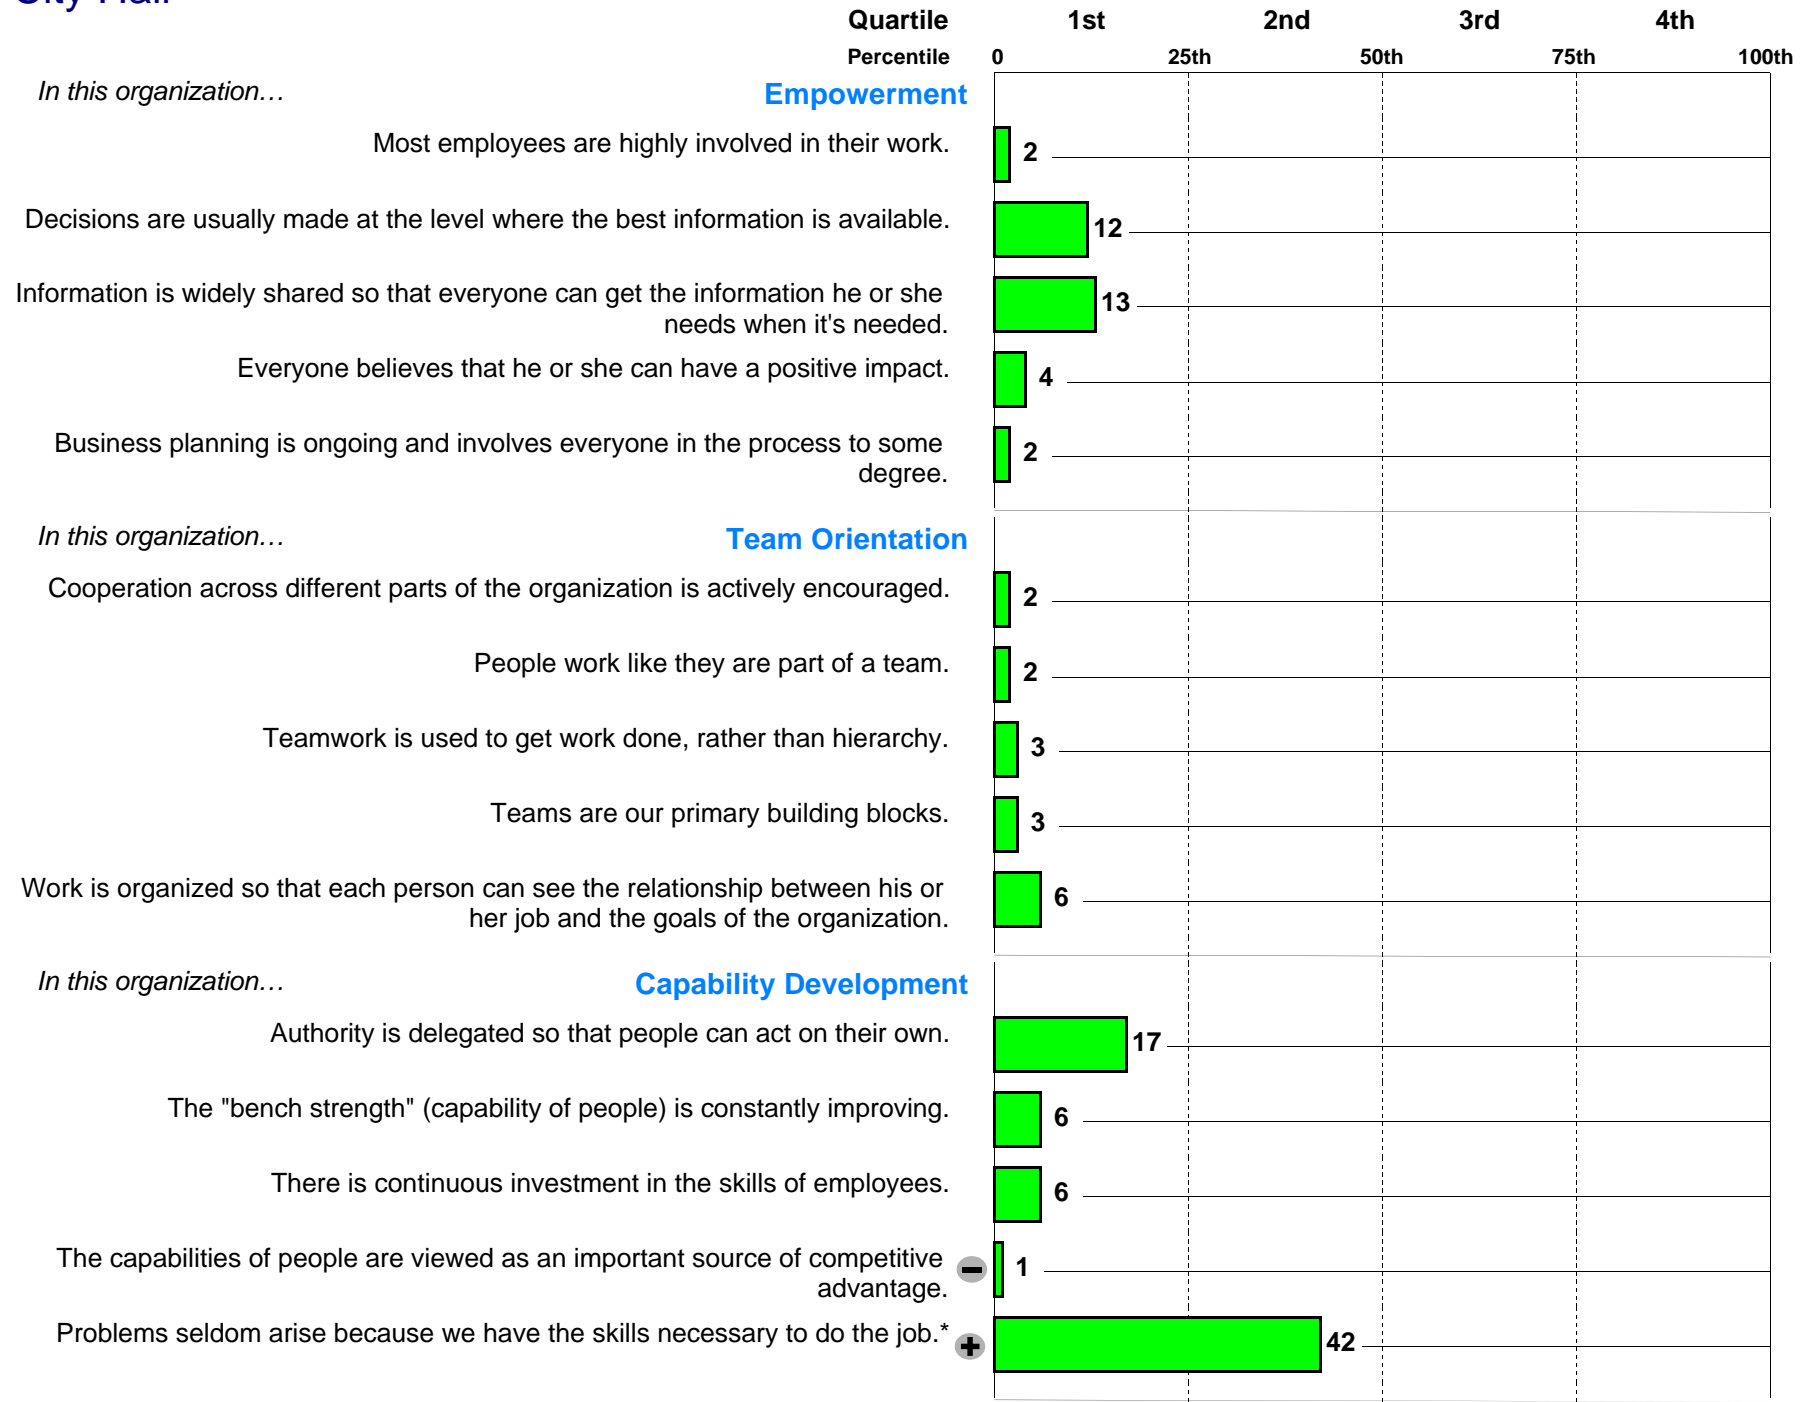 Quartile 1st 2nd 3rd 4th
Percentile 0 25th 50th 75th 100th
In this organization… Empowerment
Most employees are highly involved in their work. 2
Decisions are usually made at the level where the best information is available. 12
Information is widely shared so that everyone can get the information he or she
needs when it's needed. 13
Everyone believes that he or she can have a positive impact. 4
Business planning is ongoing and involves everyone in the process to some
degree. 2
In this organization… Team Orientation
Cooperation across different parts of the organization is actively encouraged. 2
People work like they are part of a team. 2
Teamwork is used to get work done, rather than hierarchy. 3
Teams are our primary building blocks. 3
Work is organized so that each person can see the relationship between his or
her job and the goals of the organization. 6
In this organization… Capability Development
Authority is delegated so that people can act on their own. 17
The "bench strength" (capability of people) is constantly improving. 6
There is continuous investment in the skills of employees. 6
The capabilities of people are viewed as an important source of competitive
advantage. 1
Problems seldom arise because we have the skills necessary to do the job.* 42